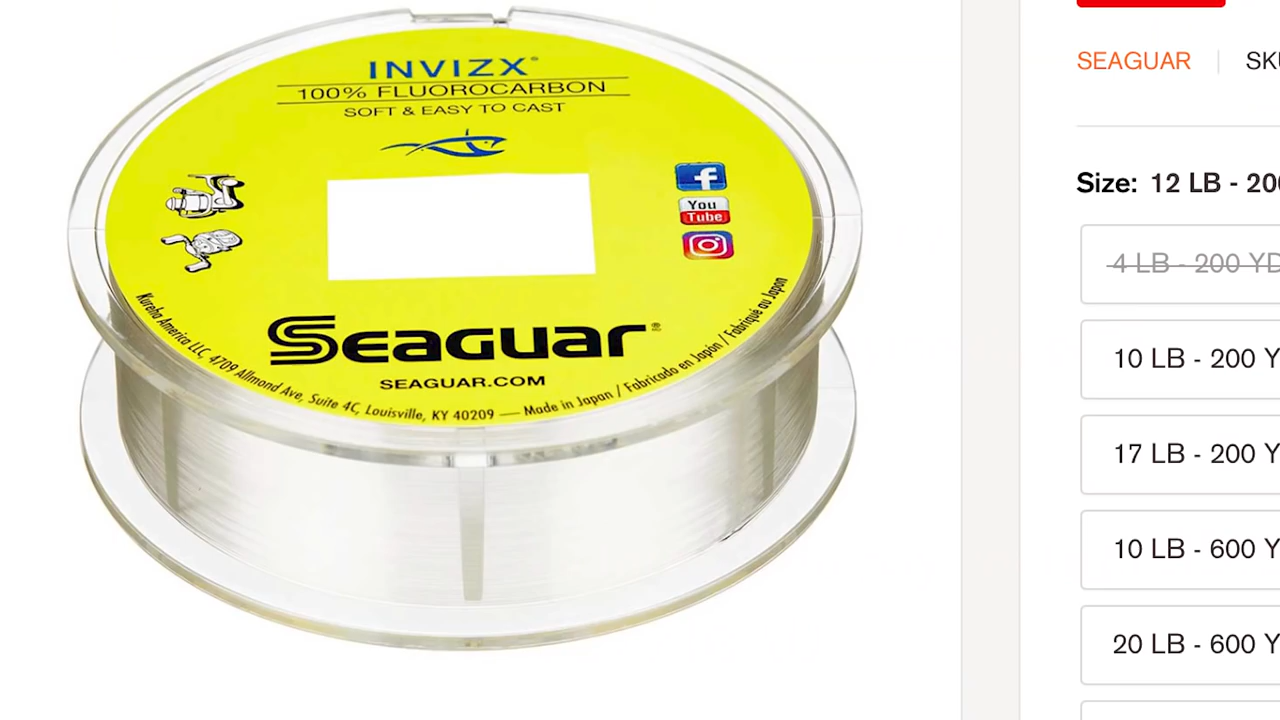 INVIZX®
100% FLUOROCARBON
SOFT & EASY TO CAST
f
You
Tube
Kureha America LLC, 4709 Allmond Ave, Suite 4C, Louisville, KY 40209 — Made in Japan / Fabricado en Japón / Fabriqué au Japon
SEAGUAR®
SEAGUAR.COM
SEAGUAR
SKU
Size: 12 LB - 200
4 LB - 200 YD
10 LB - 200 Y
17 LB - 200 Y
10 LB - 600 Y
20 LB - 600 Y